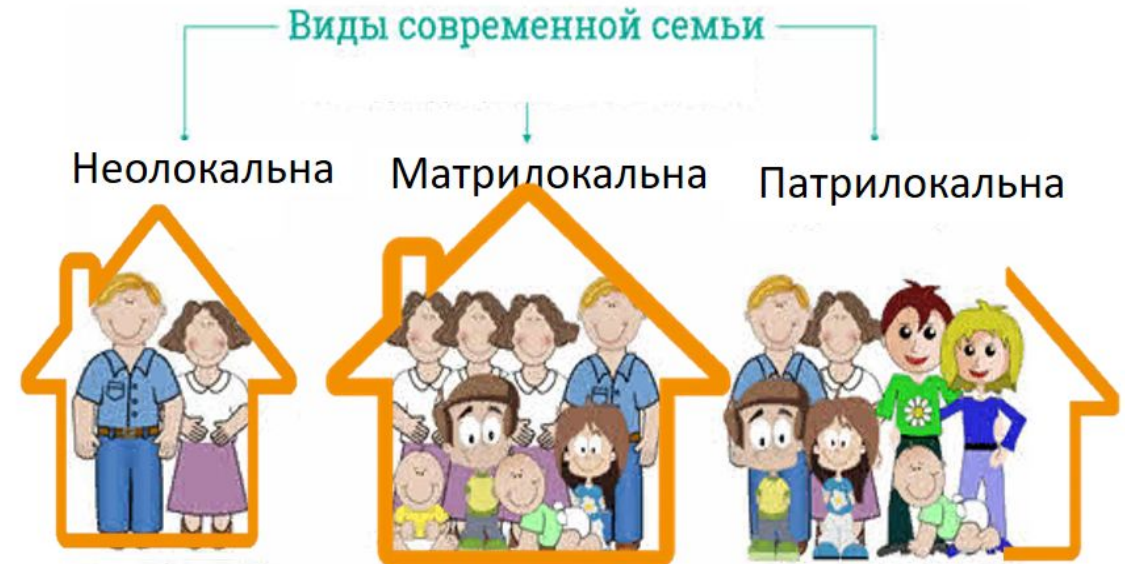 Виды современной семьи
Неолокальна
Матрилокальна
Патрилокальна